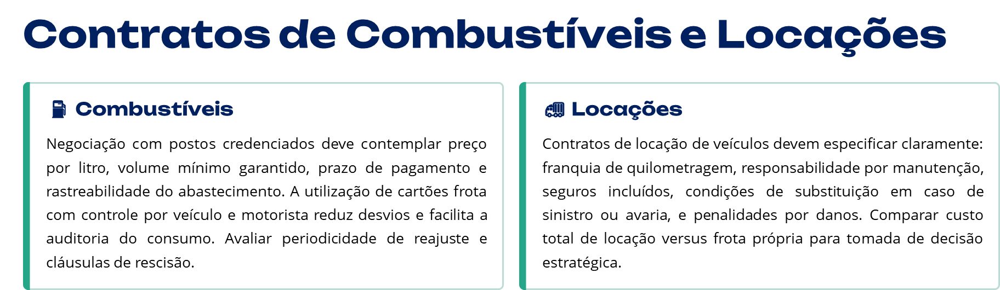 Contratos de Combustíveis e Locações
Combustíveis
Negociação com postos credenciados deve contemplar preço
por litro, volume mínimo garantido, prazo de pagamento e
rastreabilidade do abastecimento. A utilização de cartões frota
com controle por veículo e motorista reduz desvios e facilita a
auditoria do consumo. Avaliar periodicidade de reajuste e
cláusulas de rescisão.
Locações
Contratos de locação de veículos devem especificar claramente:
franquia de quilometragem, responsabilidade por manutenção,
seguros incluídos, condições de substituição em caso de
sinistro ou avaria, e penalidades por danos. Comparar custo
total de locação versus frota própria para tomada de decisão
estratégica.